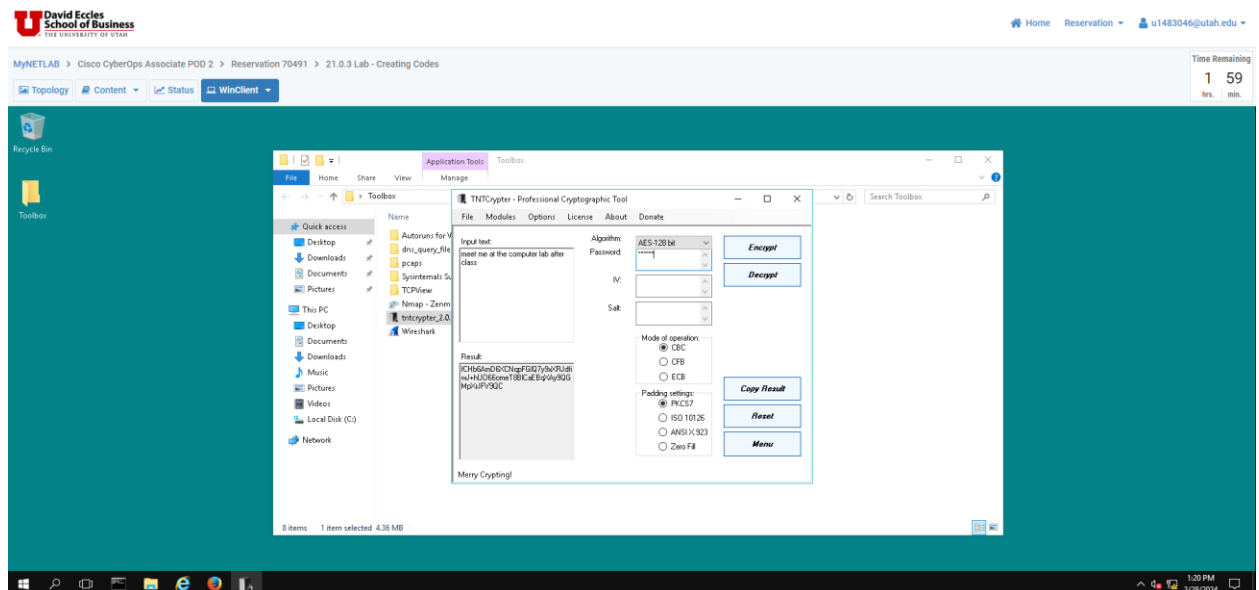 David Eccles
School of Business
THE UNIVERSITY OF UTAH
Home Reservation u1483046@utah.edu
MyNETLAB > Cisco CyberOps Associate POD 2 > Reservation 70491 > 21.0.3 Lab - Creating Codes
Time Remaining
1 59
hrs. min.
Topology Content Status WinClient
Recycle Bin
Toolbox
Application Tools Toolbox
File Home Share View Manage
Toolbox
Search Toolbox
Name
Quick access
Desktop
Downloads
Documents
Pictures
This PC
Desktop
Documents
Downloads
Music
Pictures
Videos
Local Disk (C:)
Network
Autoruns for V
dns_query_file
pcaps
Sysinternals Su
TCPView
Nmap - Zenm
tntcrypter_2.0.
Wireshark
8 items 1 item selected 4.36 MB
TNTCrypter - Professional Cryptographic Tool
File Modules Options License About Donate
Input text:
meet me at the computer lab after
class
Algorithm: AES-128 bit
Password: ******
IV:
Salt:
Mode of operation:
CBC
CFB
ECB
Padding settings:
PKCS7
ISO 10126
ANSI X.923
Zero Fill
Encrypt
Decrypt
Copy Result
Reset
Menu
Result:
Merry Crypting!
1:20 PM
2/28/2024